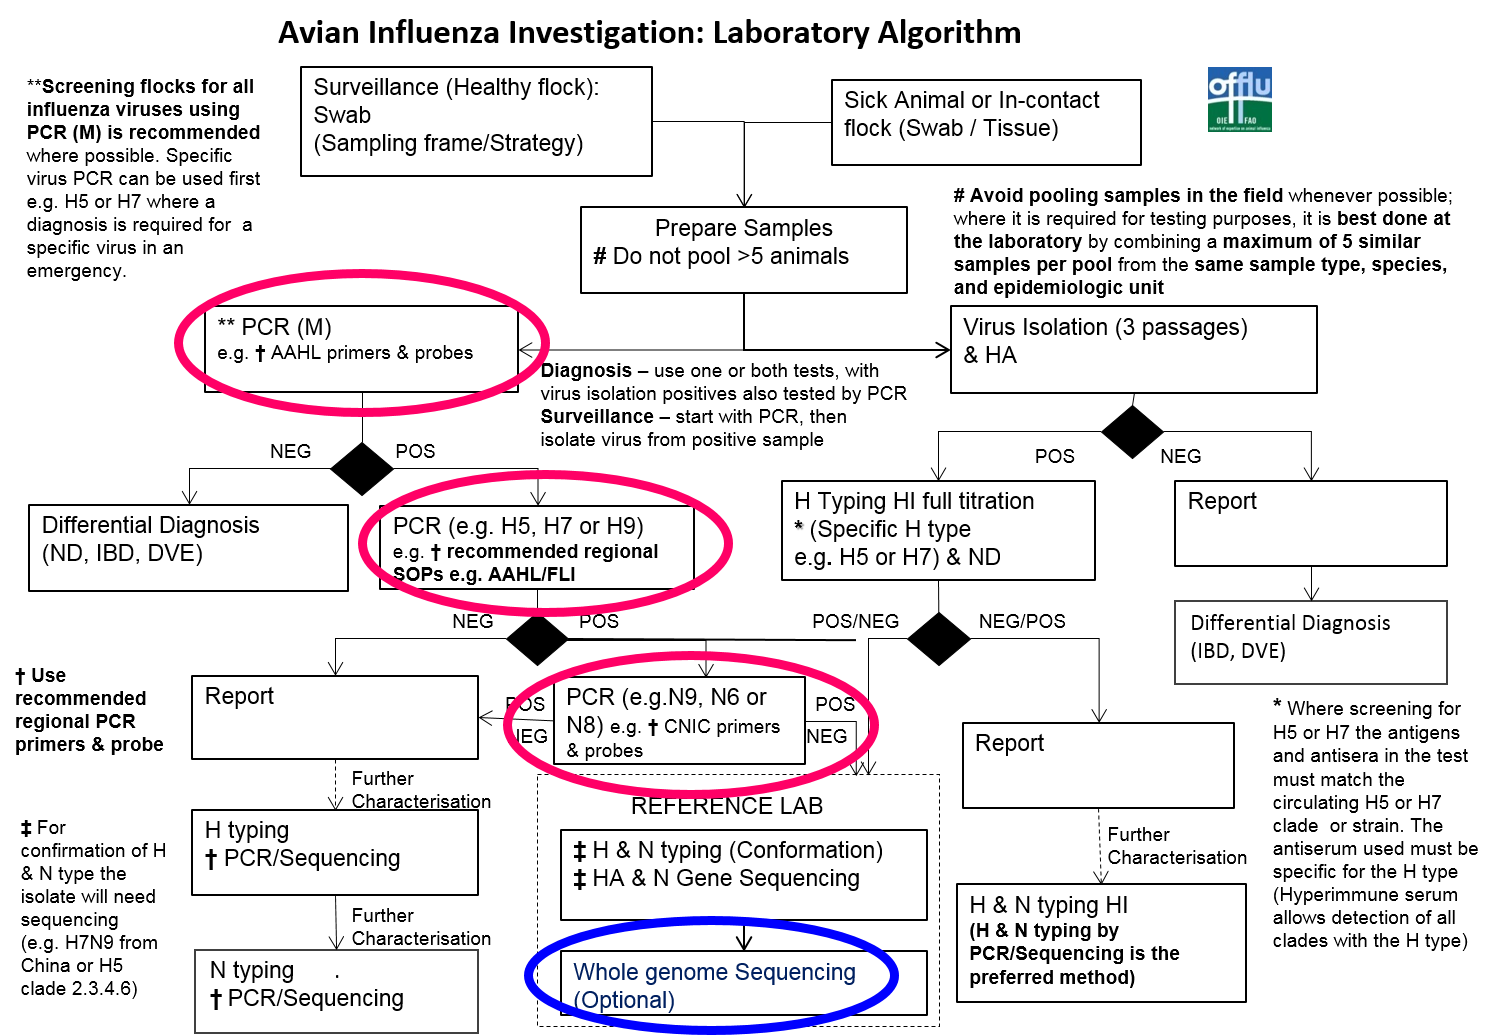 Avian Influenza Investigation: Laboratory Algorithm
**Screening flocks for all
influenza viruses using
PCR (M) is recommended
where possible. Specific
virus PCR can be used first
e.g. H5 or H7 where a
diagnosis is required for a
specific virus in an
emergency.
Surveillance (Healthy flock):
Swab
(Sampling frame/Strategy)
Sick Animal or In-contact
flock (Swab / Tissue)
offlu
OIE FAO
network of expertise on animal influenza
Prepare Samples
# Do not pool >5 animals
# Avoid pooling samples in the field whenever possible;
where it is required for testing purposes, it is best done at
the laboratory by combining a maximum of 5 similar
samples per pool from the same sample type, species,
and epidemiologic unit
** PCR (M)
e.g. † AAHL primers & probes
Virus Isolation (3 passages)
& HA
Diagnosis – use one or both tests, with
virus isolation positives also tested by PCR
Surveillance – start with PCR, then
isolate virus from positive sample
NEG
POS
POS
NEG
Differential Diagnosis
(ND, IBD, DVE)
PCR (e.g. H5, H7 or H9)
e.g. † recommended regional
SOPs e.g. AAHL/FLI
H Typing HI full titration
* (Specific H type
e.g. H5 or H7) & ND
Report
NEG
POS
POS/NEG
NEG/POS
Differential Diagnosis
(IBD, DVE)
† Use
recommended
regional PCR
primers & probe
Report
POS
NEG
PCR (e.g.N9, N6 or
N8) e.g. † CNIC primers
& probes
POS
NEG
Report
* Where screening for
H5 or H7 the antigens
and antisera in the test
must match the
circulating H5 or H7
clade or strain. The
antiserum used must be
specific for the H type
(Hyperimmune serum
allows detection of all
clades with the H type)
Further
Characterisation
‡ For
confirmation of H
& N type the
isolate will need
sequencing
(e.g. H7N9 from
China or H5
clade 2.3.4.6)
H typing
† PCR/Sequencing
REFERENCE LAB
‡ H & N typing (Conformation)
‡ HA & N Gene Sequencing
Further
Characterisation
H & N typing HI
(H & N typing by
PCR/Sequencing is the
preferred method)
Further
Characterisation
N typing .
† PCR/Sequencing
Whole genome Sequencing
(Optional)